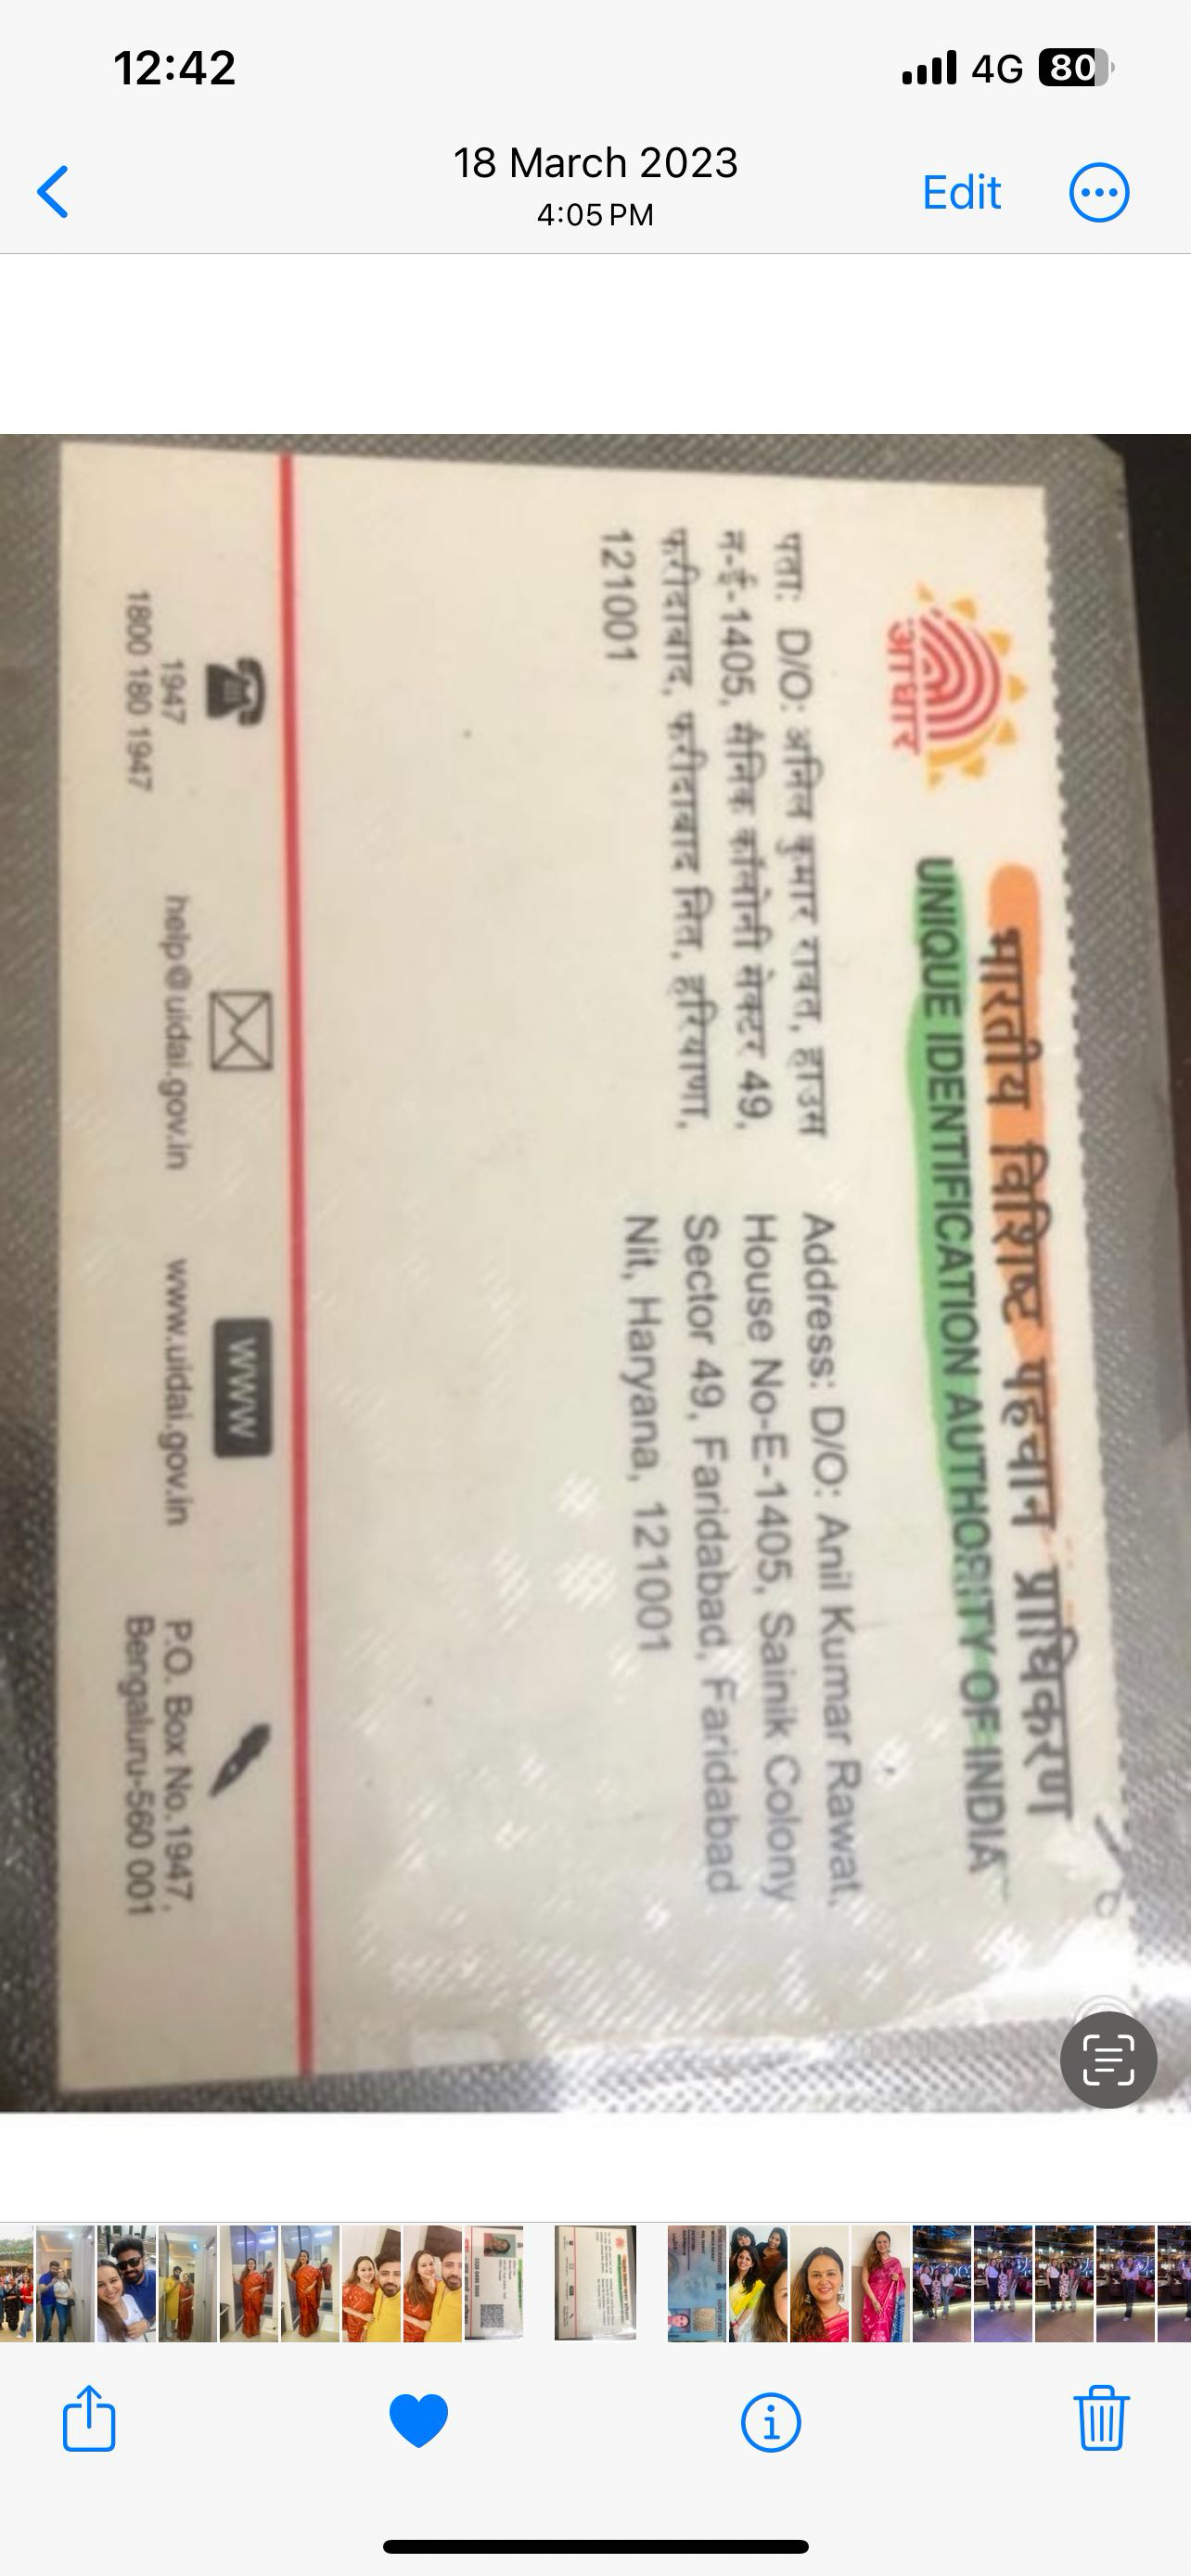 12:42
4G
80
18 March 2023
4:05 PM
Edit
भारतीय विशिष्ट पहचान प्राधिकरण
UNIQUE IDENTIFICATION AUTHORITY OF INDIA
आधार
पता: D/O: अनिल कुमार रावत, हाउस
न-ई-1405, सैनिक कॉलोनी सेक्टर 49,
फरीदाबाद, फरीदाबाद नित, हरियाणा,
121001
Address: D/O: Anil Kumar Rawat,
House No-E-1405, Sainik Colony
Sector 49, Faridabad, Faridabad
Nit, Haryana, 121001
1947
1800 180 1947
help@uidai.gov.in
www
www.uidai.gov.in
P.O. Box No.1947,
Bengaluru-560 001